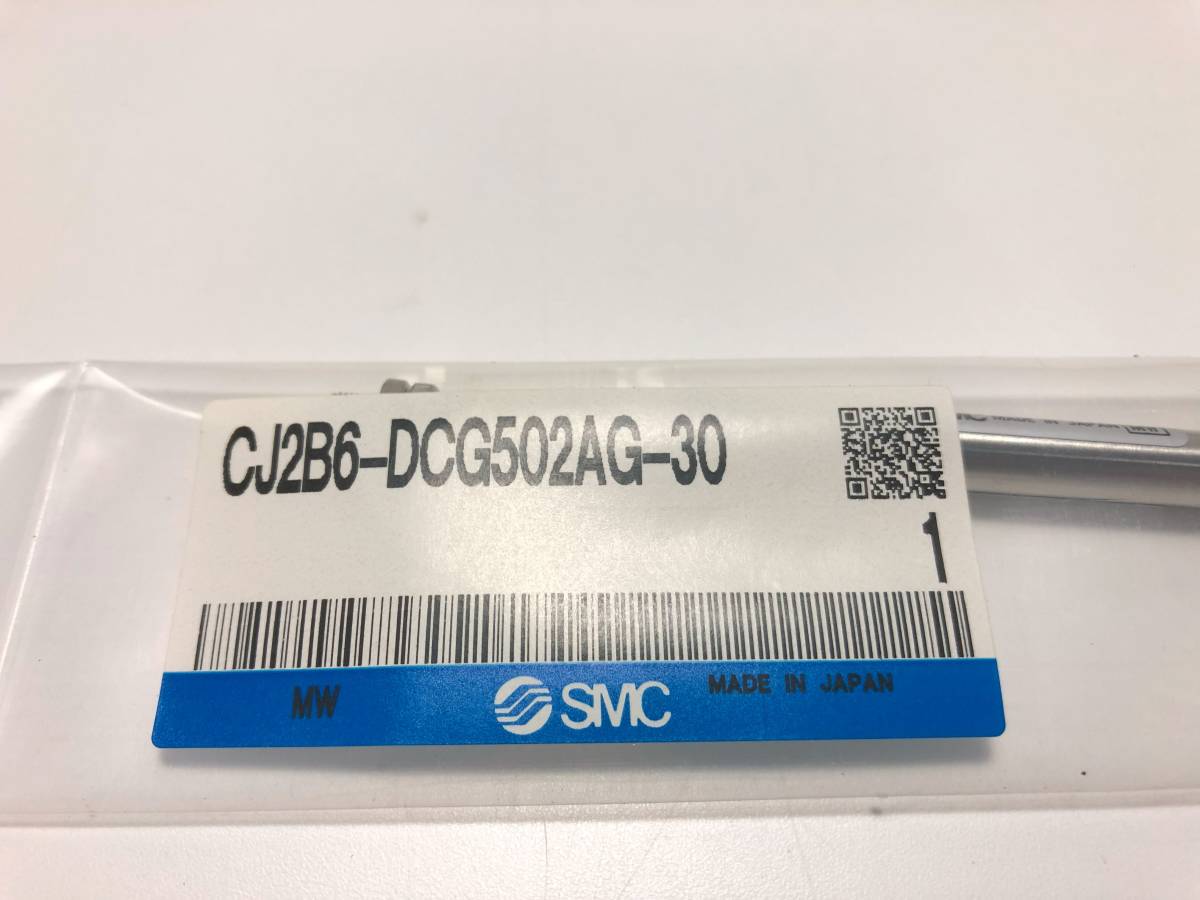 CJ2B6-DCG502AG-30
1
MW
SMC
MADE IN JAPAN